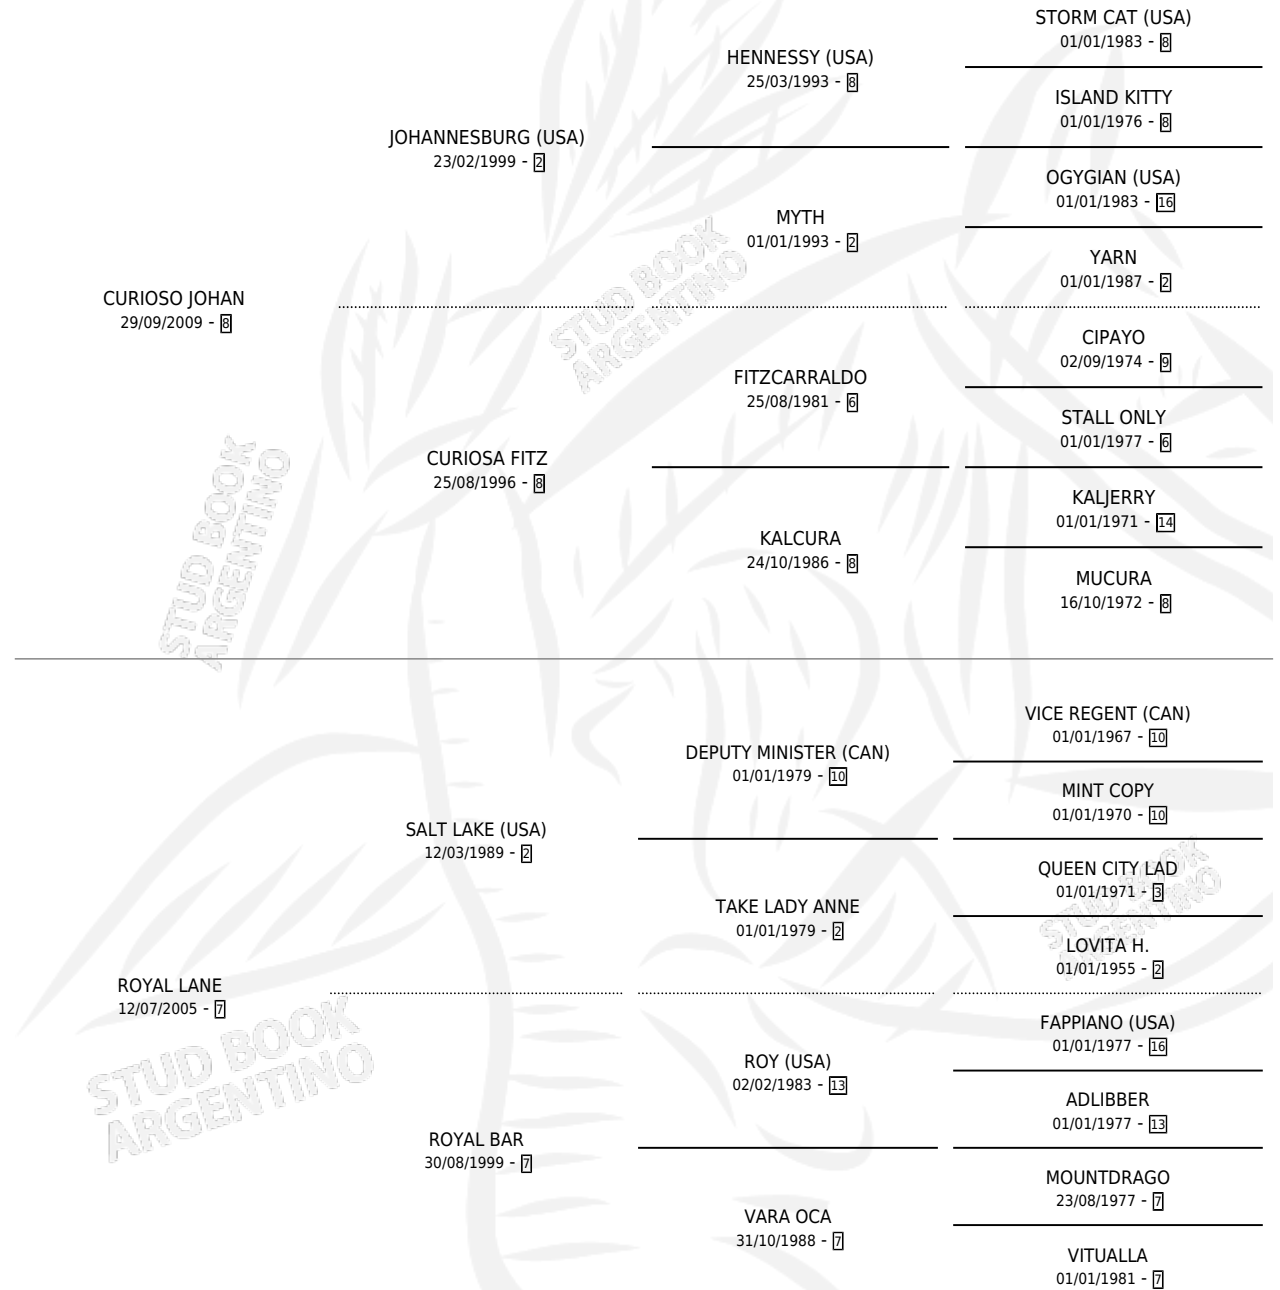 STORM CAT (USA)
01/01/1983 - 8
HENNESSY (USA)
25/03/1993 - 8
ISLAND KITTY
01/01/1976 - 8
JOHANNESBURG (USA)
23/02/1999 - 2
OGYGIAN (USA)
01/01/1983 - 16
MYTH
01/01/1993 - 2
YARN
01/01/1987 - 2
CURIOSO JOHAN
29/09/2009 - 8
CIPAYO
02/09/1974 - 9
FITZCARRALDO
25/08/1981 - 6
STALL ONLY
01/01/1977 - 6
CURIOSA FITZ
25/08/1996 - 8
KALJERRY
01/01/1971 - 14
KALCURA
24/10/1986 - 8
MUCURA
16/10/1972 - 8
STUD BOOK
ARGENTINO
STUD BOOK
ARGENTINO
VICE REGENT (CAN)
01/01/1967 - 10
DEPUTY MINISTER (CAN)
01/01/1979 - 10
MINT COPY
01/01/1970 - 10
SALT LAKE (USA)
12/03/1989 - 2
QUEEN CITY LAD
01/01/1971 - 3
TAKE LADY ANNE
01/01/1979 - 2
LOVITA H.
01/01/1955 - 2
STUD BOOK
ARGENTINO
ROYAL LANE
12/07/2005 - 7
FAPPIANO (USA)
01/01/1977 - 16
ROY (USA)
02/02/1983 - 13
ADLIBBER
01/01/1977 - 13
ROYAL BAR
30/08/1999 - 7
MOUNTDRAGO
23/08/1977 - 7
VARA OCA
31/10/1988 - 7
VITUALLA
01/01/1981 - 7
STUD BOOK
ARGENTINO